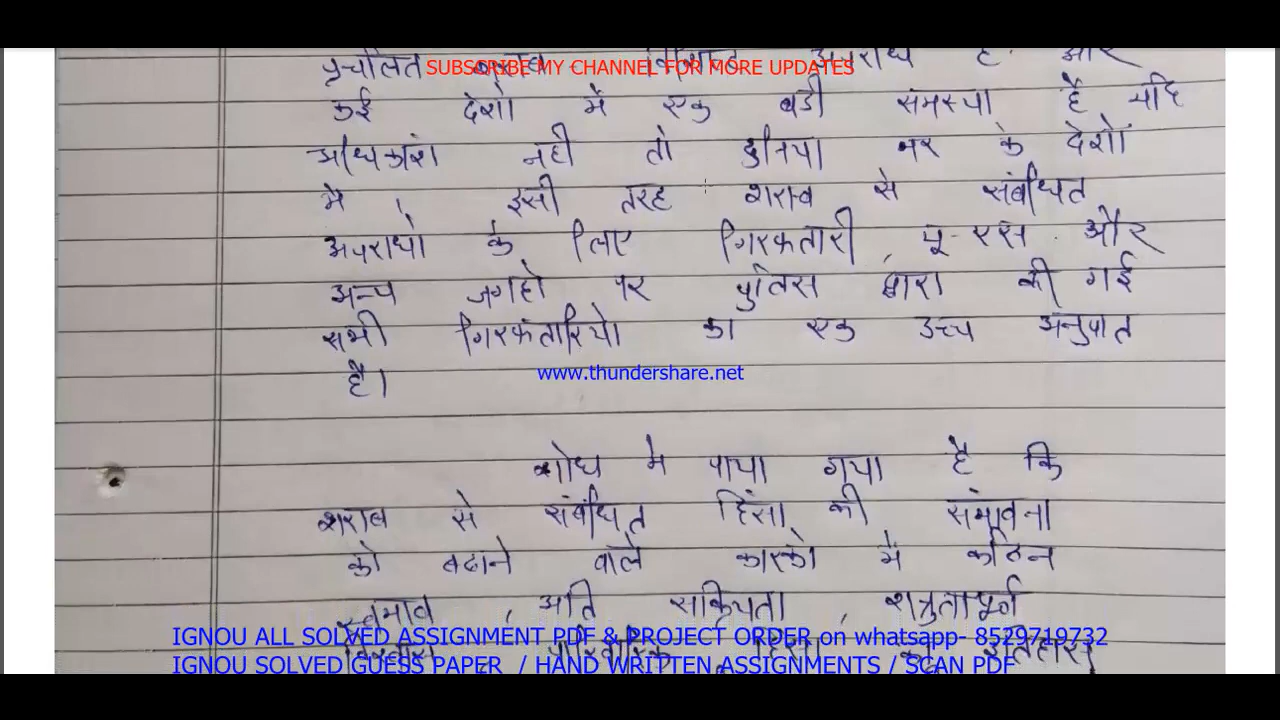 प्रचलित है और
SUBSCRIBE MY CHANNEL FOR MORE UPDATES
कई देशो में एक बडी समस्या है यदि
अधिकांश नही तो दुनिया भर के देशों
मे । इसी तरह शराब से संबंधित
अपराधो के लिए गिरफ्तारी, यू-एस और
अन्य जगहो पर पुलिस द्वारा की गई
सभी गिरफ्तारियो का एक उच्च अनुपात
है।
www.thundershare.net
शोध मे पाया गया है कि
शराब से संबंधित हिंसा की संभावना
को बढाने वाले कारको में कठिन
स्वभाव , अति सक्रियता , शत्रुतापूर्ण
IGNOU ALL SOLVED ASSIGNMENT PDF & PROJECT ORDER on whatsapp- 8529719732
पारिवारिक हिंसा का इतिहास
IGNOU SOLVED GUESS PAPER / HAND WRITTEN ASSIGNMENTS / SCAN PDF